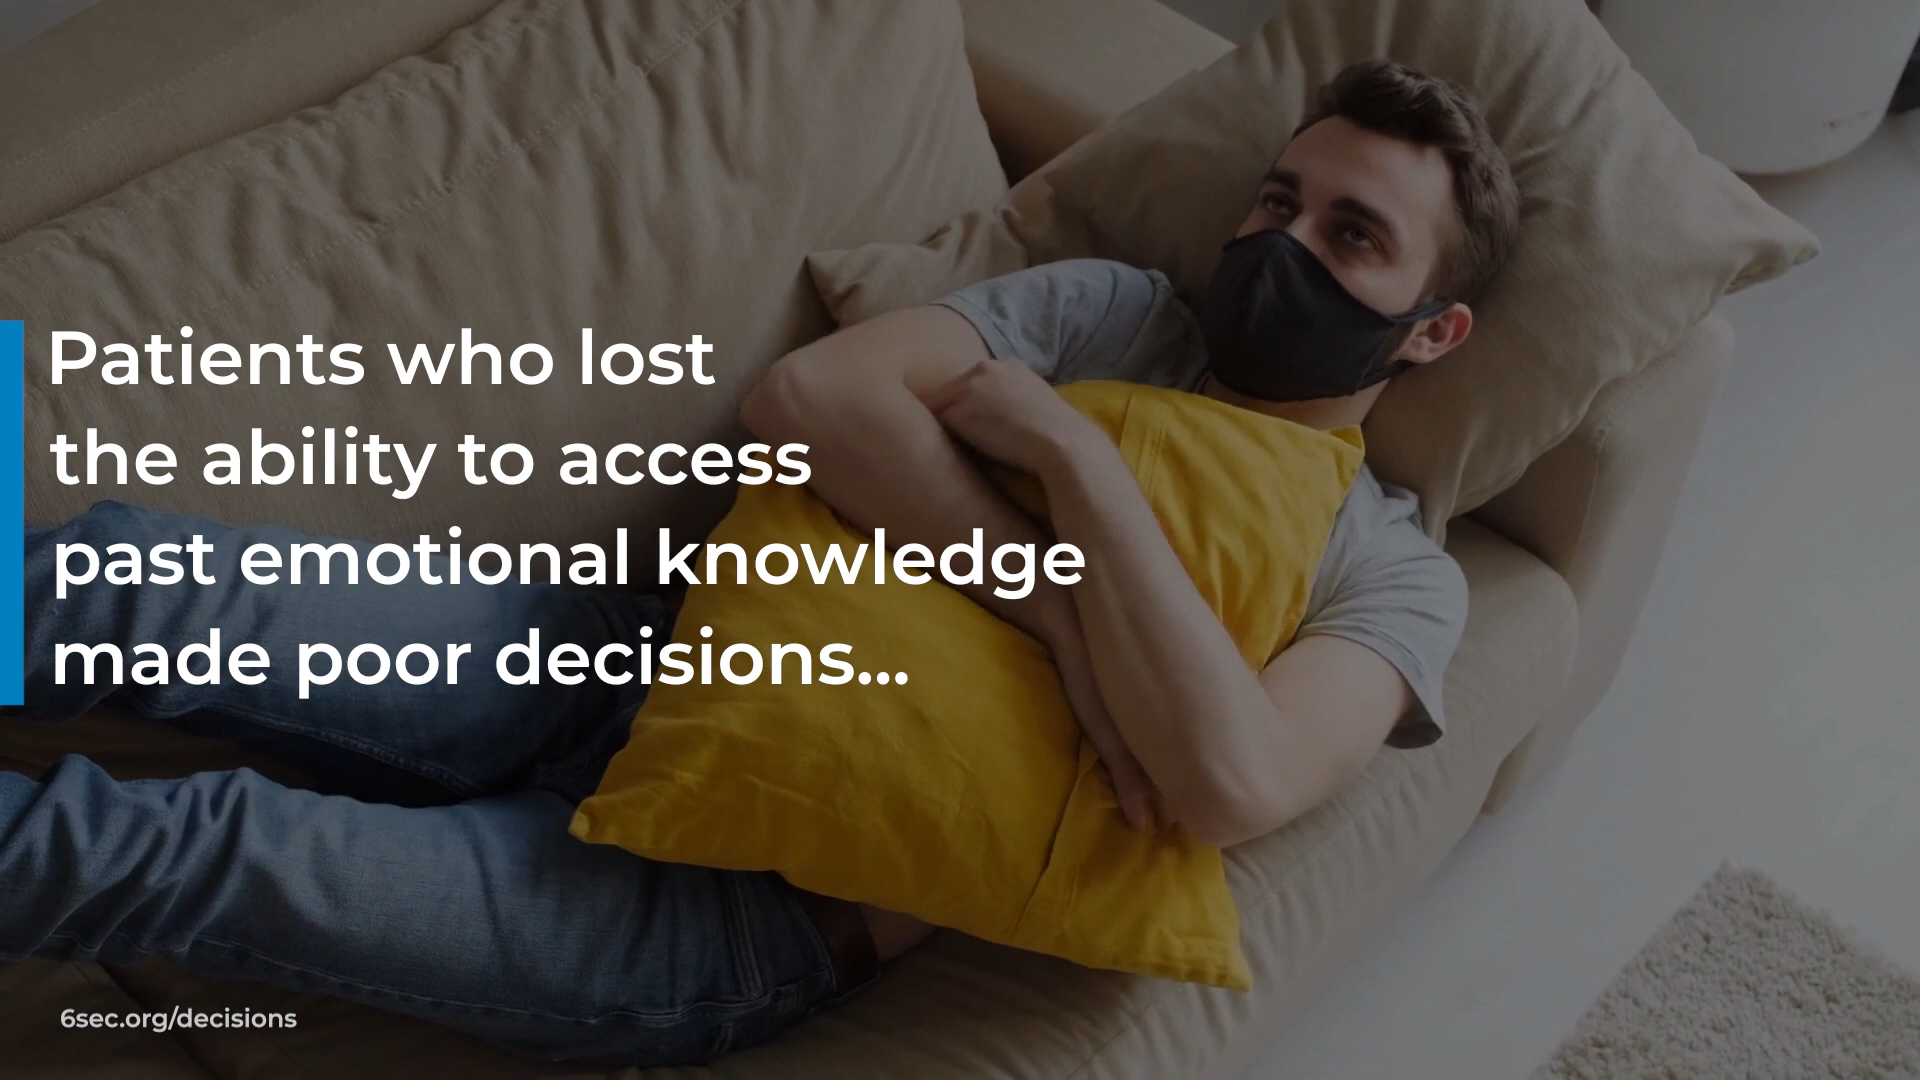 Patients who lost
the ability to access
past emotional knowledge
made poor decisions...
6sec.org/decisions